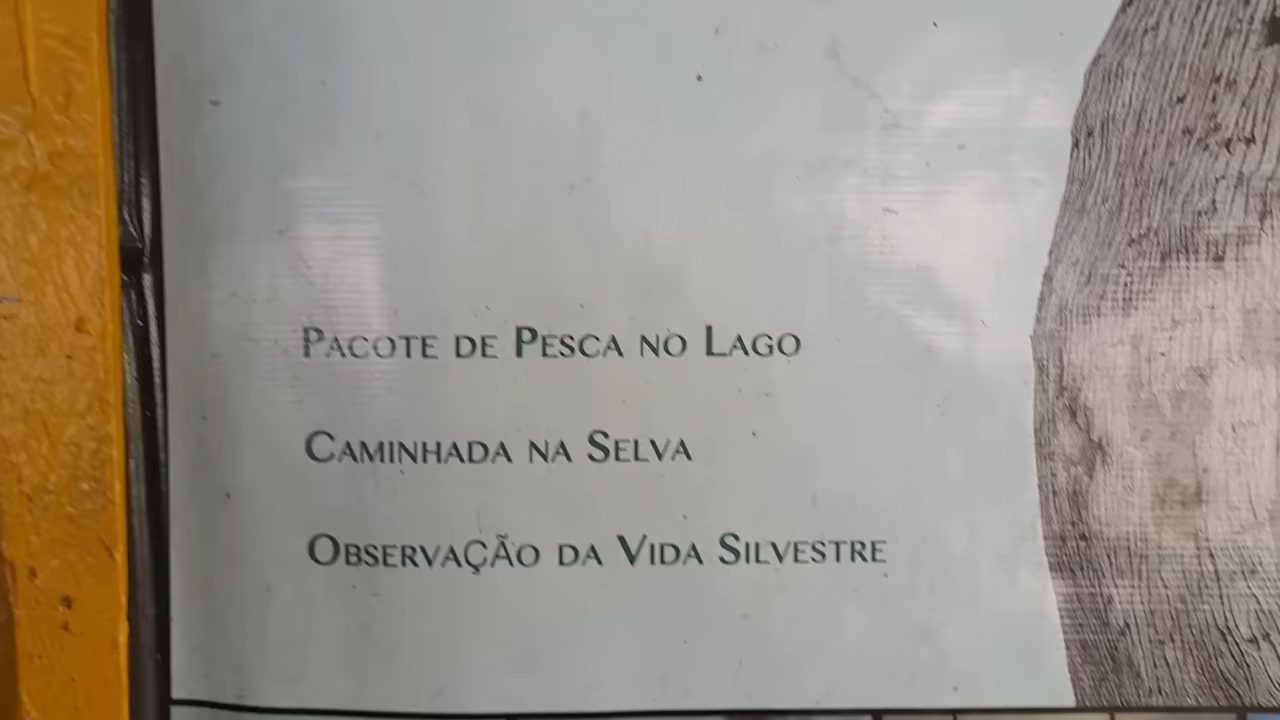 Pacote de Pesca no Lago
Caminhada na Selva
Observação da Vida Silvestre